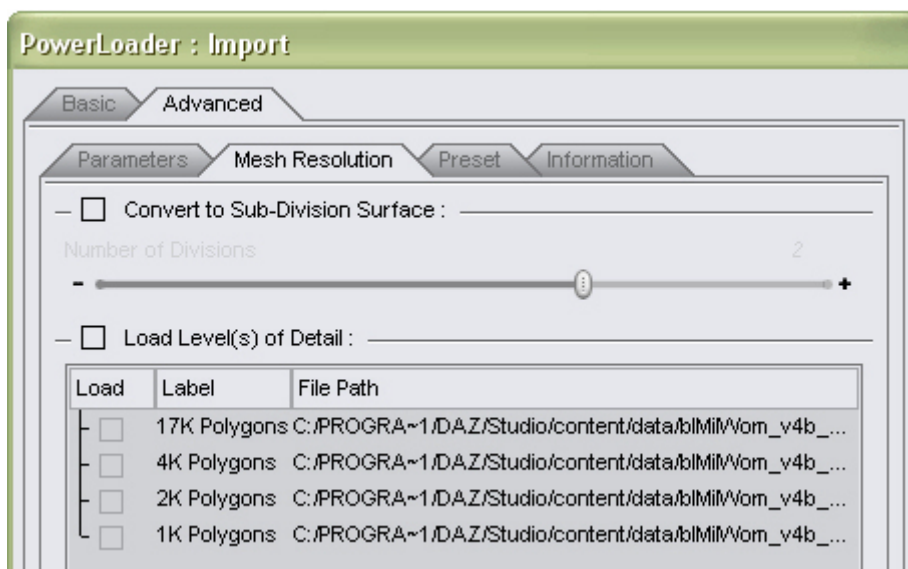 PowerLoader : Import
Basic Advanced
Parameters Mesh Resolution Preset Information
Convert to Sub-Division Surface :
Number of Divisions 2
- +
Load Level(s) of Detail :
Load Label File Path
17K Polygons C:/PROGRA~1/DAZ/Studio/content/data/blMilWom_v4b_...
4K Polygons C:/PROGRA~1/DAZ/Studio/content/data/blMilWom_v4b_...
2K Polygons C:/PROGRA~1/DAZ/Studio/content/data/blMilWom_v4b_...
1K Polygons C:/PROGRA~1/DAZ/Studio/content/data/blMilWom_v4b_...